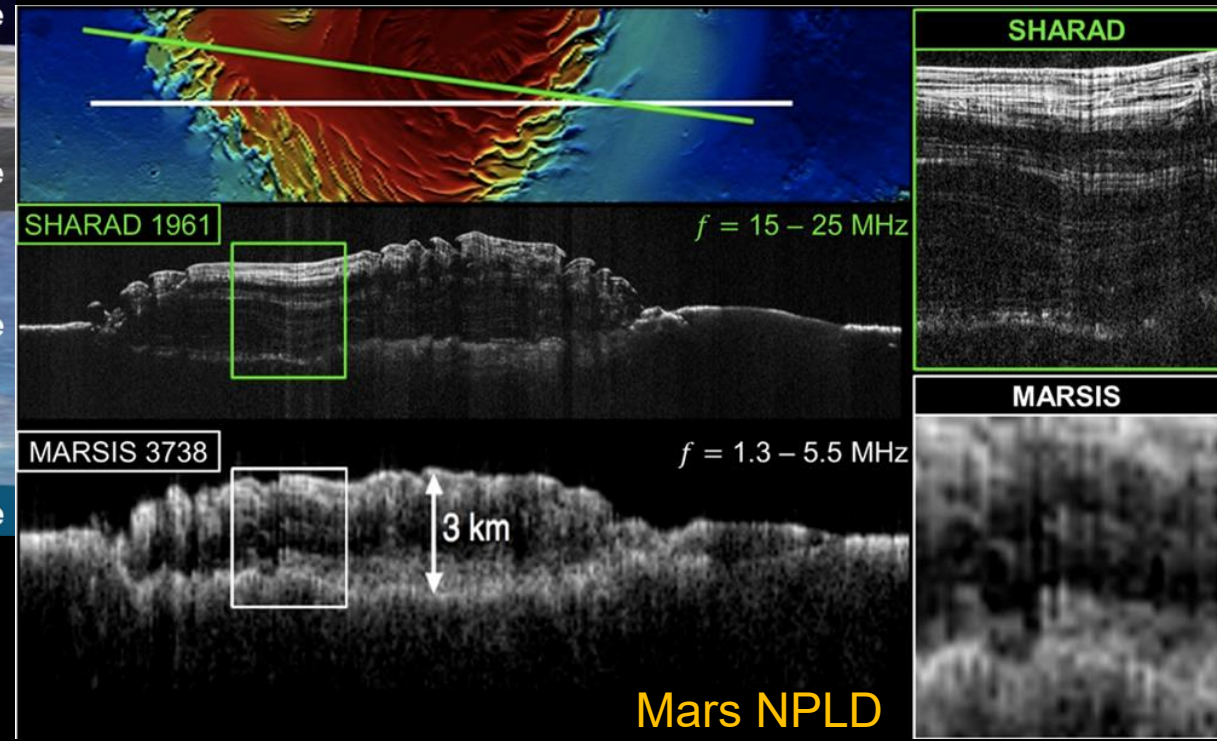 SHARAD
SHARAD 1961
f = 15 – 25 MHz
MARSIS 3738
f = 1.3 – 5.5 MHz
3 km
MARSIS
Mars NPLD